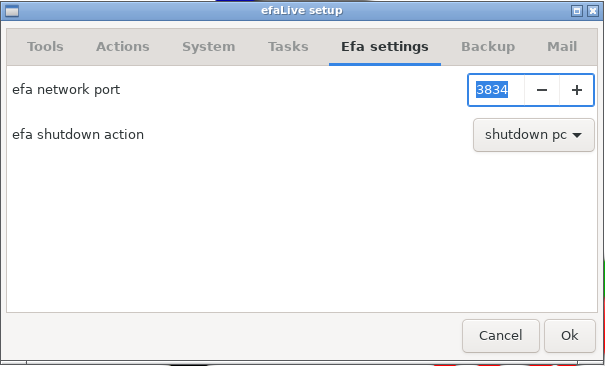 efaLive setup
Tools Actions System Tasks Efa settings Backup Mail
efa network port 3834 − +
efa shutdown action shutdown pc
Cancel Ok